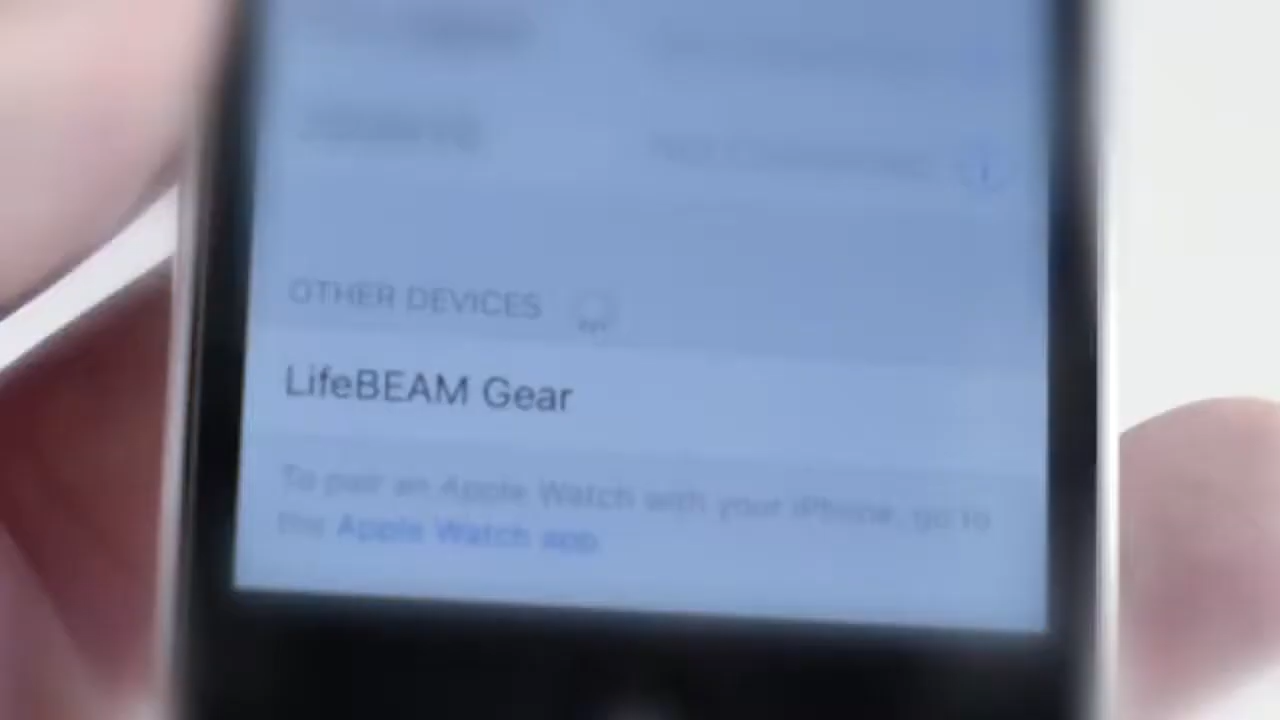 OTHER DEVICES
LifeBEAM Gear
To pair an Apple Watch with your iPhone, go to
the Apple Watch app.